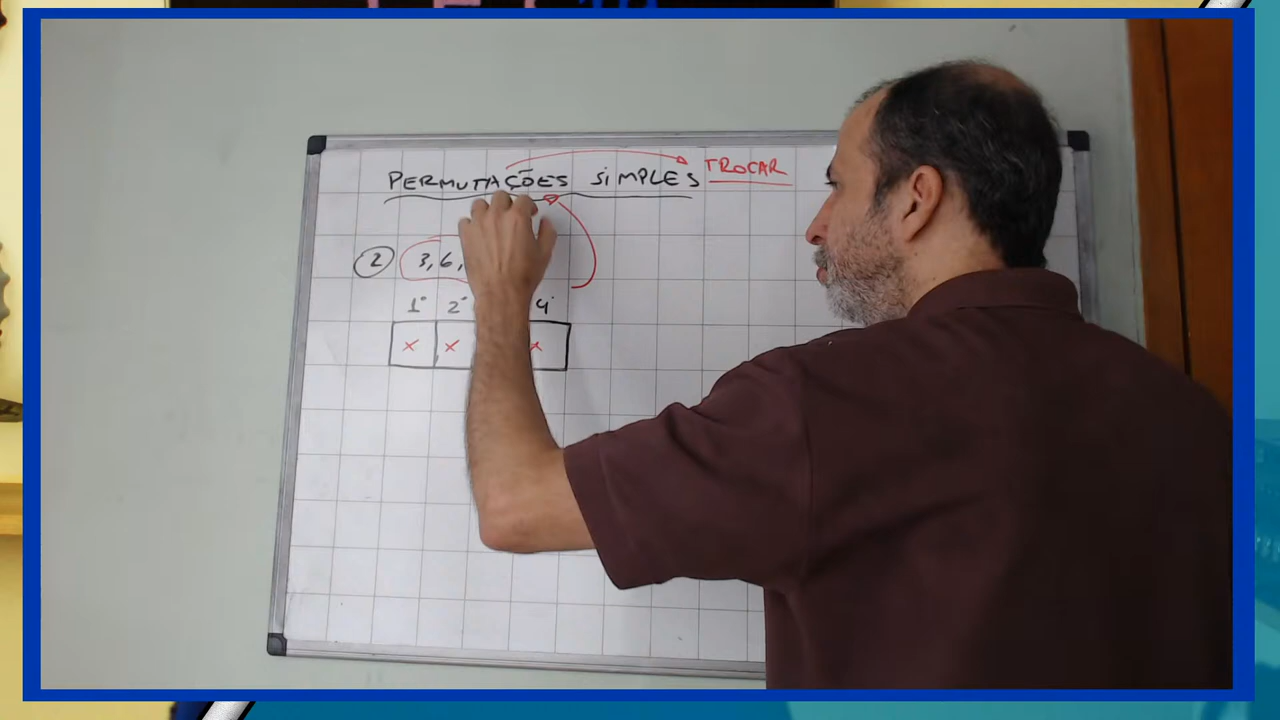 PERMUTAÇÕES SIMPLES TROCAR
2 3, 6,
1° 2° 4°
x x x